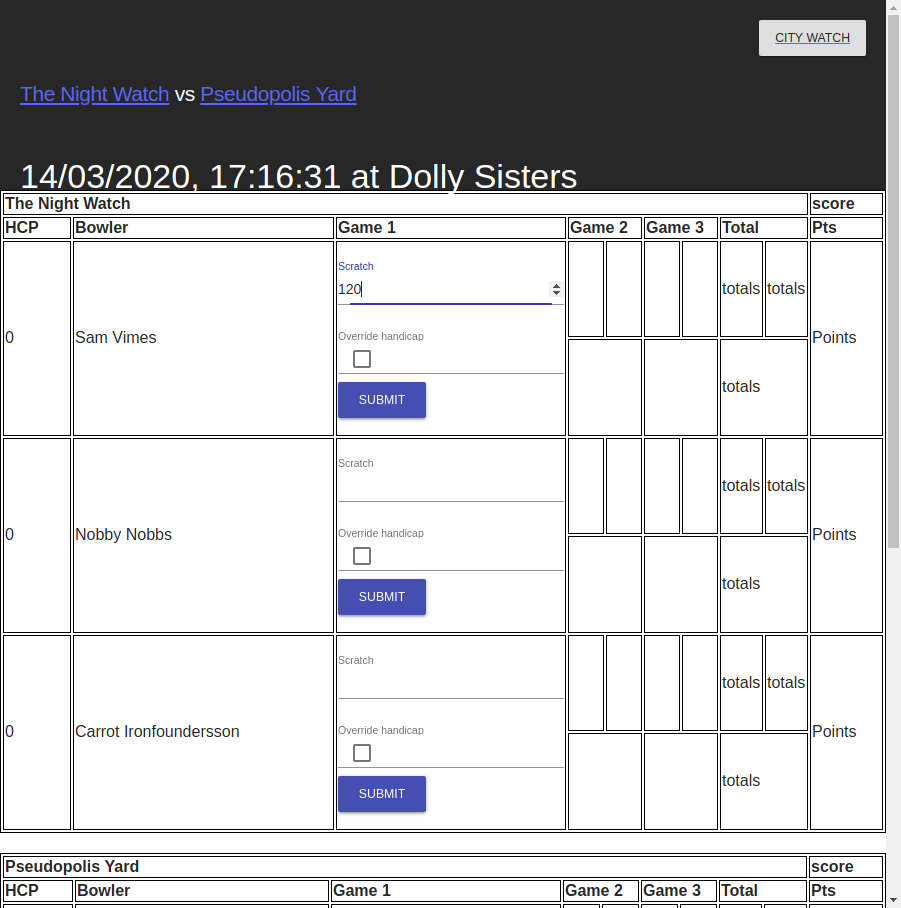 CITY WATCH
The Night Watch vs Pseudopolis Yard
14/03/2020, 17:16:31 at Dolly Sisters
The Night Watch score
HCP Bowler Game 1 Game 2 Game 3 Total Pts
Scratch
120
totals totals
0 Sam Vimes Points
Override handicap
totals
SUBMIT
Scratch
totals totals
0 Nobby Nobbs Points
Override handicap
totals
SUBMIT
Scratch
totals totals
0 Carrot Ironfoundersson Points
Override handicap
totals
SUBMIT
Pseudopolis Yard score
HCP Bowler Game 1 Game 2 Game 3 Total Pts